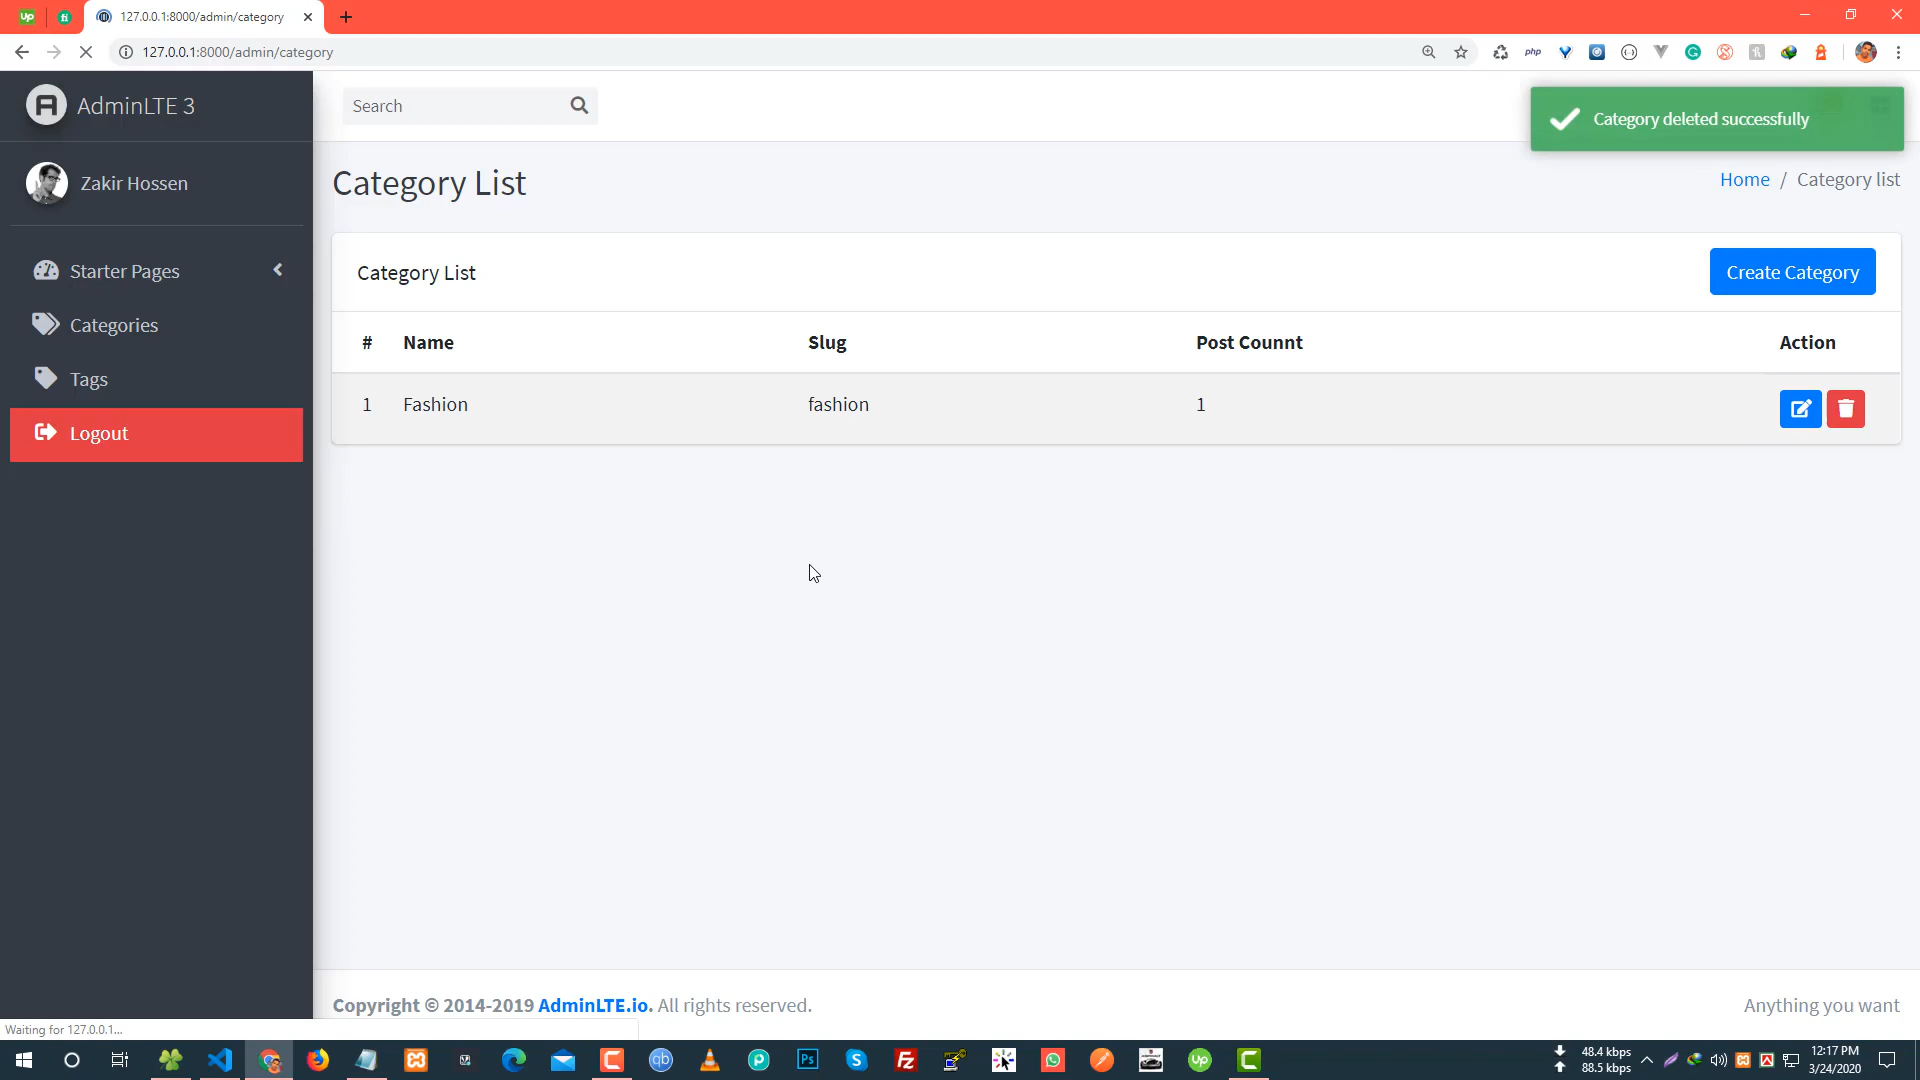 127.0.0.1:8000/admin/category
127.0.0.1:8000/admin/category
php
AdminLTE 3
Search
Category deleted successfully
Zakir Hossen
Category List
Home / Category list
Starter Pages
Category List
Create Category
Categories
# Name Slug Post Counnt Action
Tags
1 Fashion fashion 1
Logout
Copyright © 2014-2019 AdminLTE.io. All rights reserved.
Anything you want
Waiting for 127.0.0.1...
48.4 kbps
88.5 kbps
12:17 PM
3/24/2020